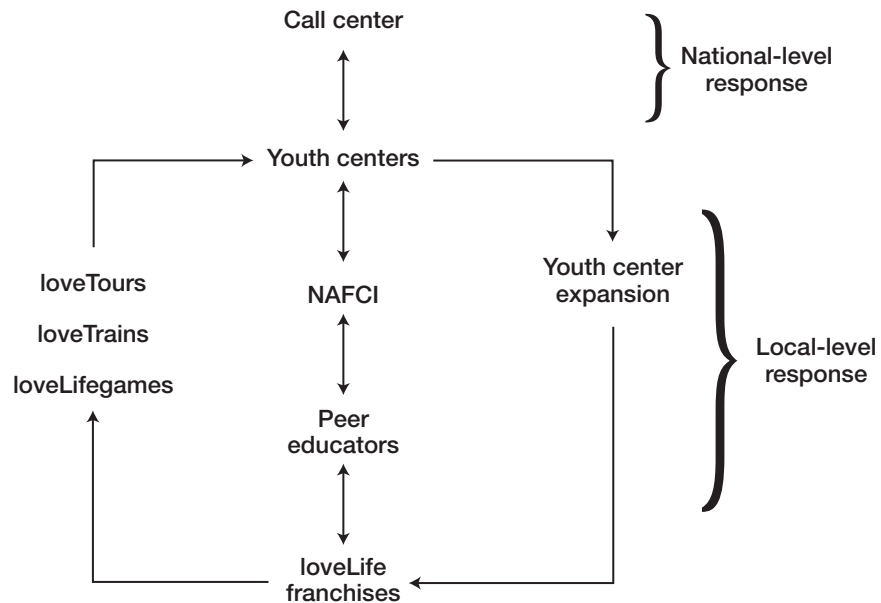 Call center
National-level
response
Youth centers
loveTours
loveTrains
loveLifegames
NAFCI
Youth center
expansion
Local-level
response
Peer
educators
loveLife
franchises